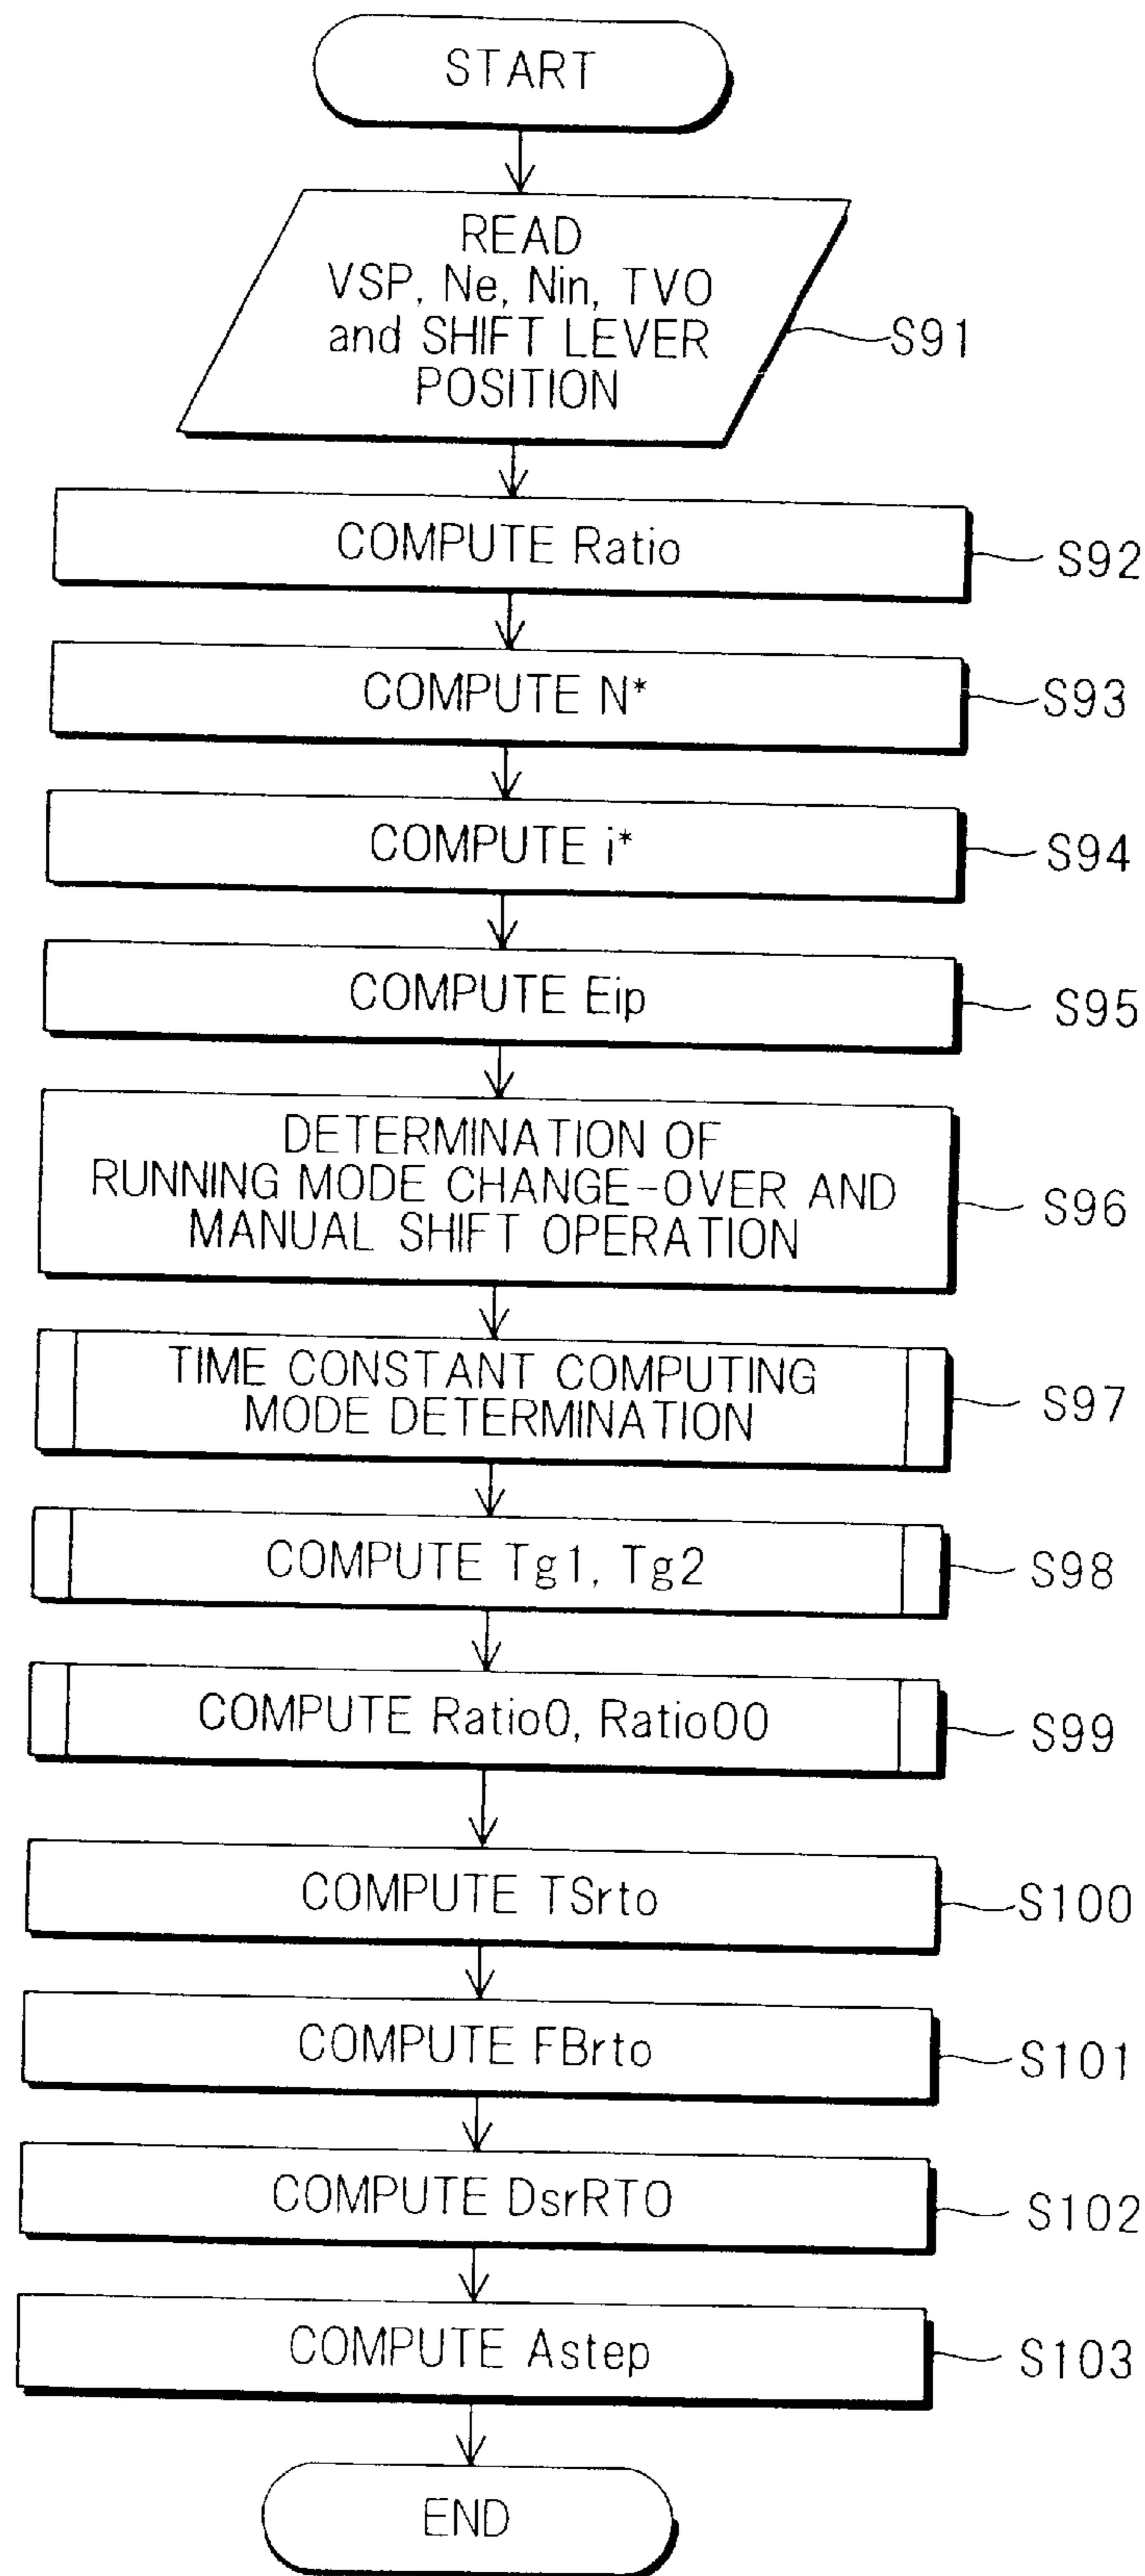 START
READ
VSP, Ne, Nin, TVO
and SHIFT LEVER
POSITION
S91
COMPUTE Ratio
S92
COMPUTE N*
S93
COMPUTE i*
S94
COMPUTE Eip
S95
DETERMINATION OF
RUNNING MODE CHANGE-OVER AND
MANUAL SHIFT OPERATION
S96
TIME CONSTANT COMPUTING
MODE DETERMINATION
S97
COMPUTE Tg1, Tg2
S98
COMPUTE Ratio0, Ratio00
S99
COMPUTE TSrto
S100
COMPUTE FBrto
S101
COMPUTE DsrRTO
S102
COMPUTE Astep
S103
END